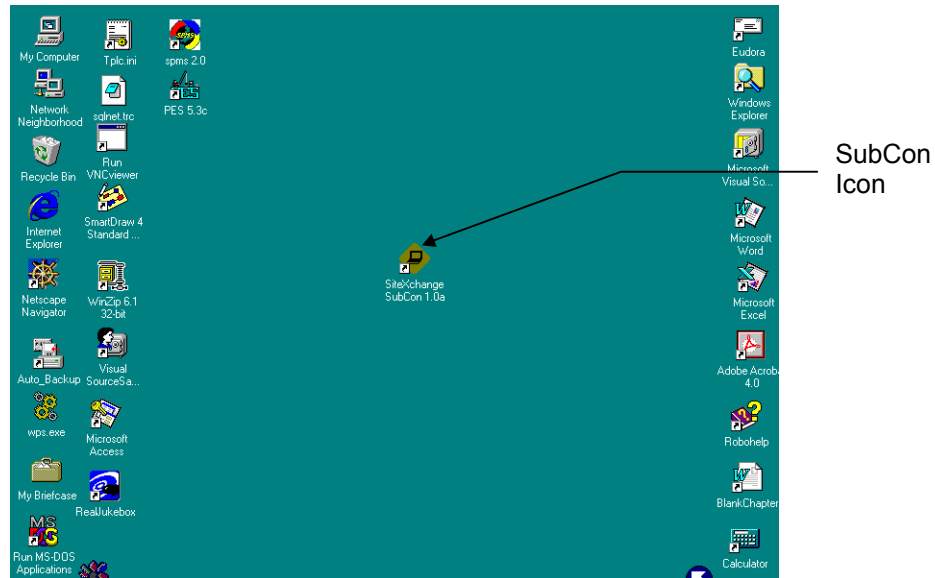 My Computer
Tplc.ini
spms 2.0
Network
Neighborhood
sqlnet.trc
PES 5.3c
Recycle Bin
Run
VNCviewer
Internet
Explorer
SmartDraw 4
Standard ...
Netscape
Navigator
WinZip 6.1
32-bit
Auto_Backup
Visual
SourceSa...
wps.exe
Microsoft
Access
My Briefcase
RealJukebox
MS
Run MS-DOS
Applications
SiteXchange
SubCon 1.0a
Eudora
Windows
Explorer
Microsoft
Visual So...
Microsoft
Word
Microsoft
Excel
Adobe Acrob
4.0
Robohelp
BlankChapter
Calculator
SubCon
Icon